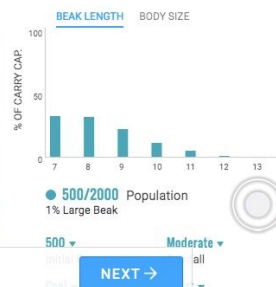 BEAK LENGTH BODY SIZE
% OF CARRY CAP.
100
50
0
7 8 9 10 11 12 13
500/2000 Population
1% Large Beak
500 Moderate
NEXT →